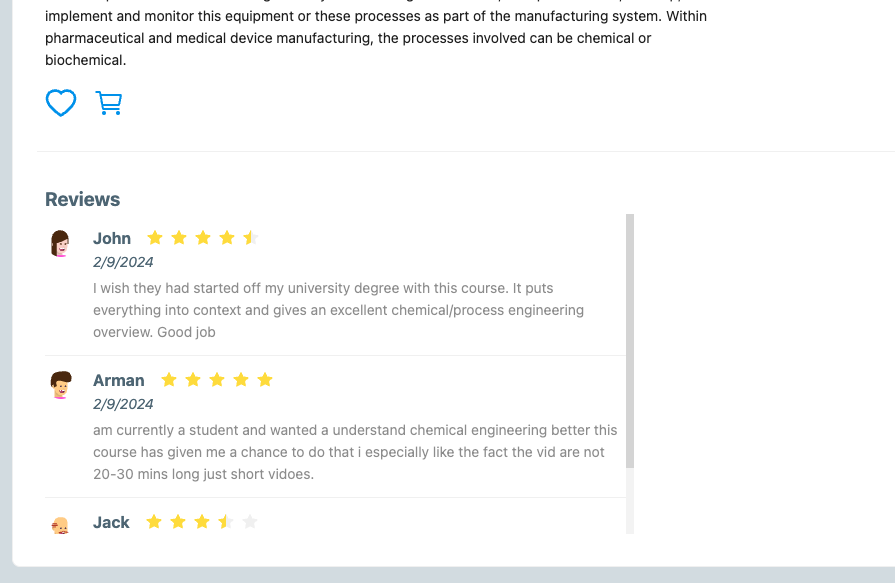 implement and monitor this equipment or these processes as part of the manufacturing system. Within
pharmaceutical and medical device manufacturing, the processes involved can be chemical or
biochemical.
Reviews
John
2/9/2024
I wish they had started off my university degree with this course. It puts
everything into context and gives an excellent chemical/process engineering
overview. Good job
Arman
2/9/2024
am currently a student and wanted a understand chemical engineering better this
course has given me a chance to do that i especially like the fact the vid are not
20-30 mins long just short vidoes.
Jack